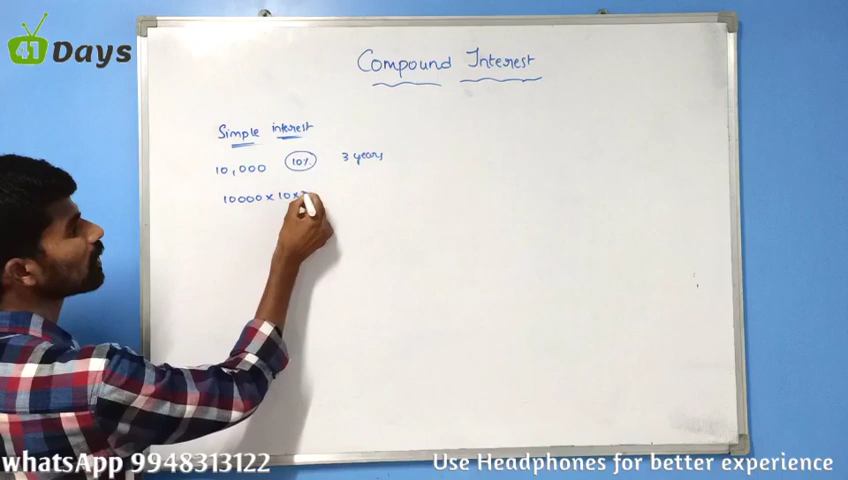 41 Days
Compound Interest
Simple interest
10,000 10% 3 years
10000 × 10 ×
whatsApp 9948313122
Use Headphones for better experience